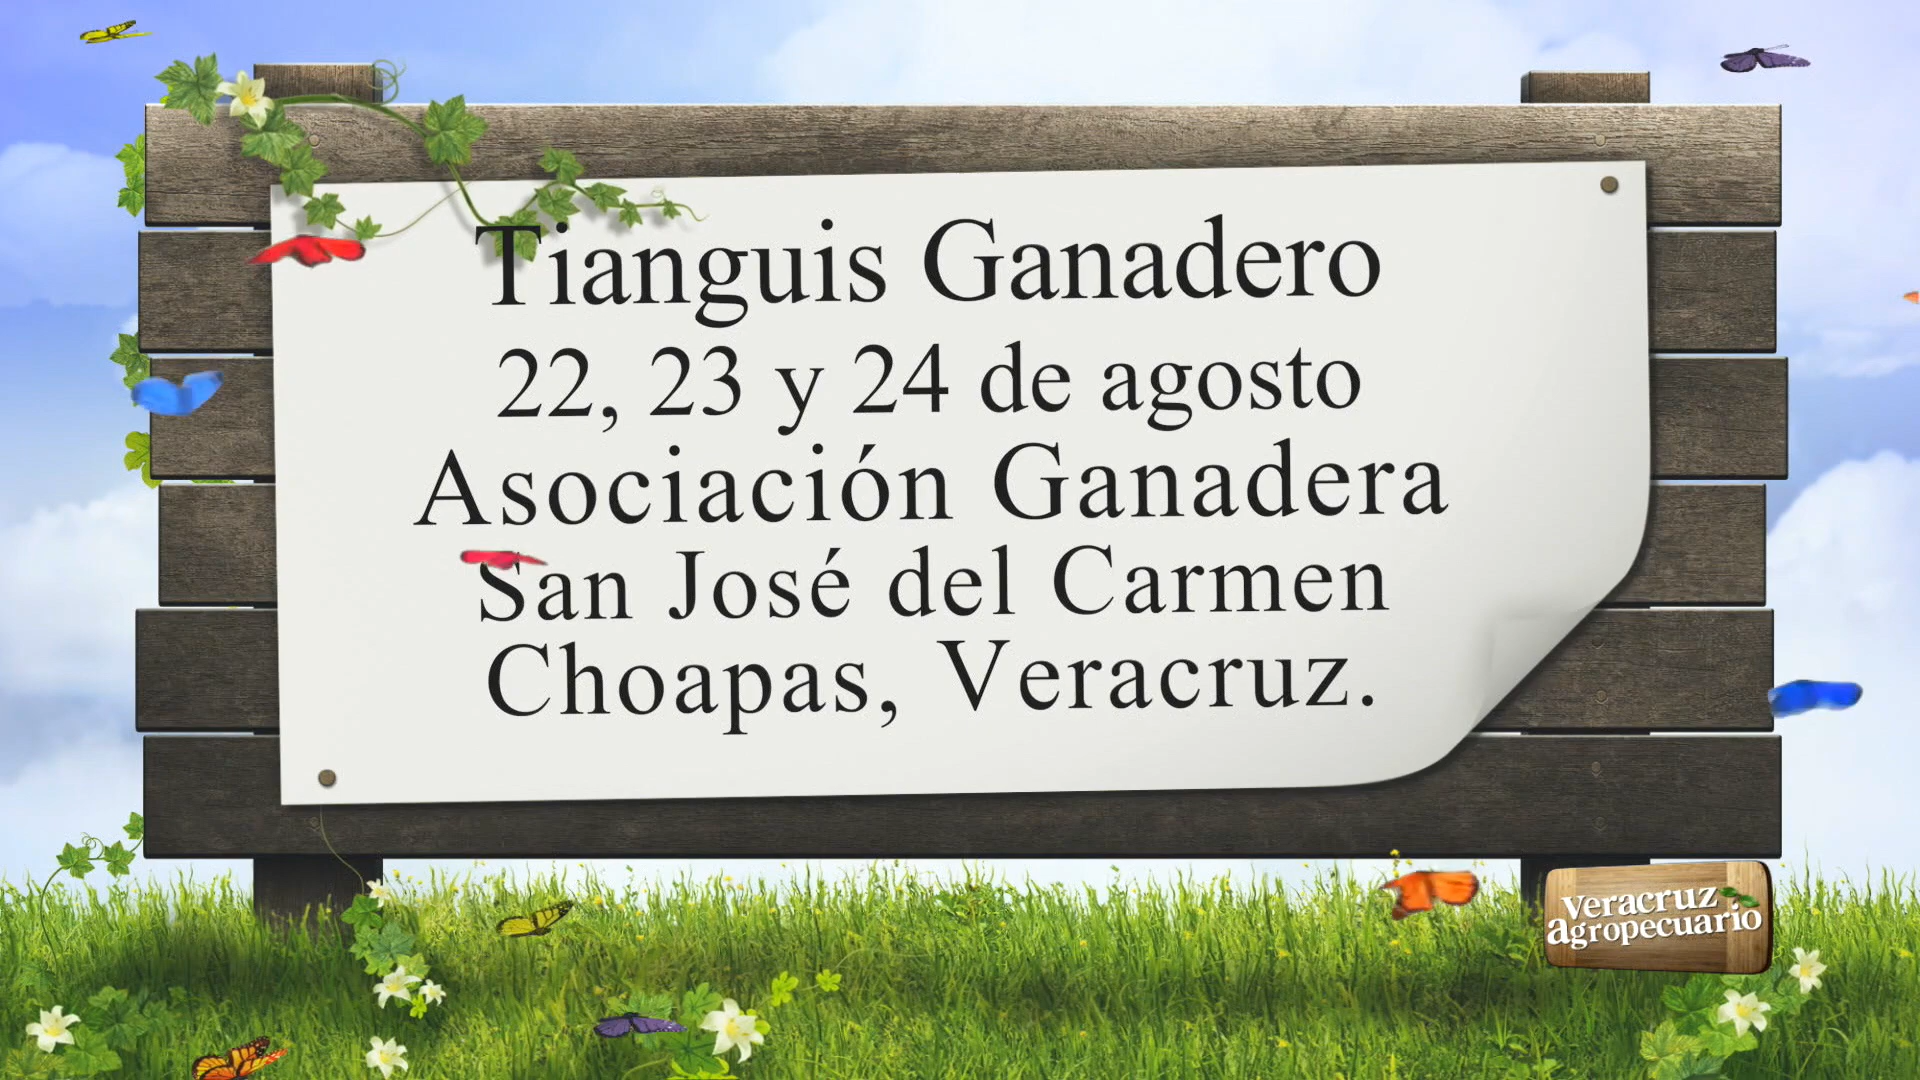 Tianguis Ganadero
22, 23 y 24 de agosto
Asociación Ganadera
San José del Carmen
Choapas, Veracruz.
veracruz
agropecuario